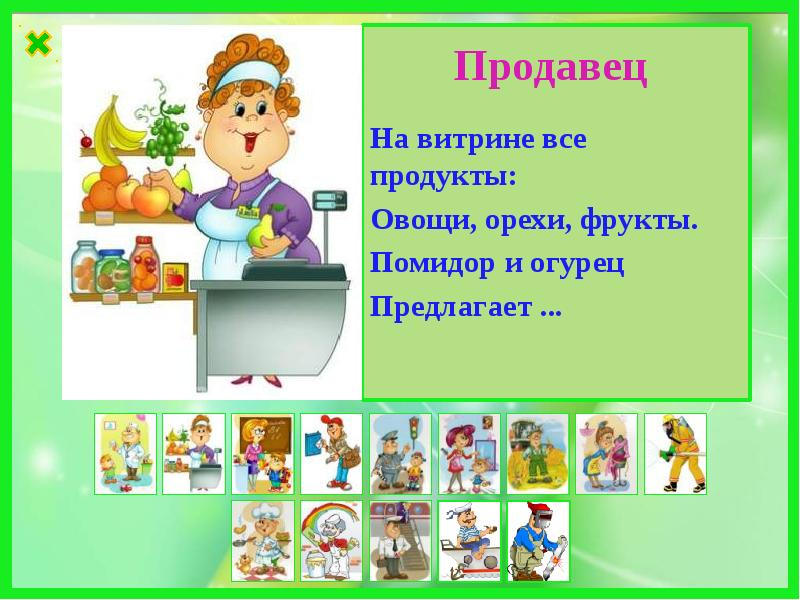 Продавец
На витрине все
продукты:
Овощи, орехи, фрукты.
Помидор и огурец
Предлагает ...